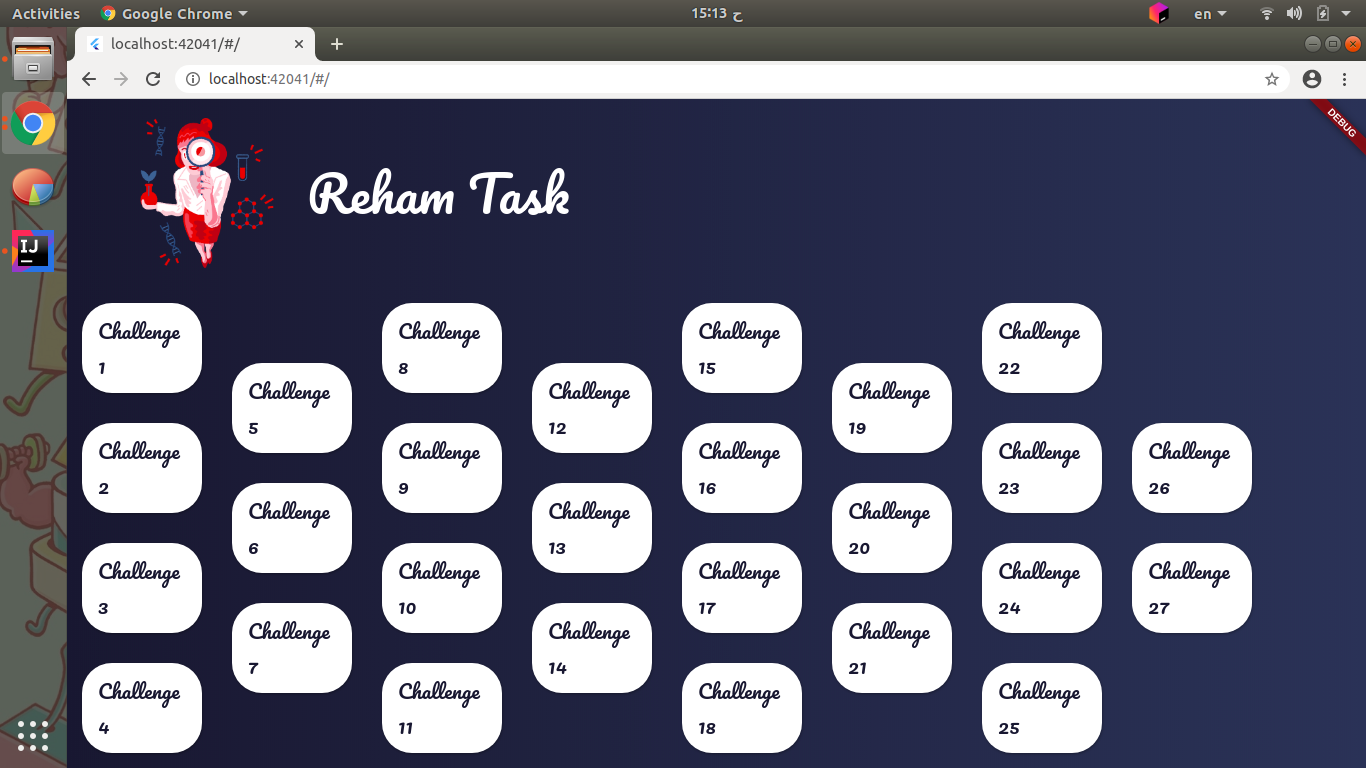 Activities
Google Chrome
15:13 ح
en
localhost:42041/#/
localhost:42041/#/
DEBUG
IJ
Reham Task
Challenge
1
Challenge
2
Challenge
3
Challenge
4
Challenge
5
Challenge
6
Challenge
7
Challenge
8
Challenge
9
Challenge
10
Challenge
11
Challenge
12
Challenge
13
Challenge
14
Challenge
15
Challenge
16
Challenge
17
Challenge
18
Challenge
19
Challenge
20
Challenge
21
Challenge
22
Challenge
23
Challenge
24
Challenge
25
Challenge
26
Challenge
27